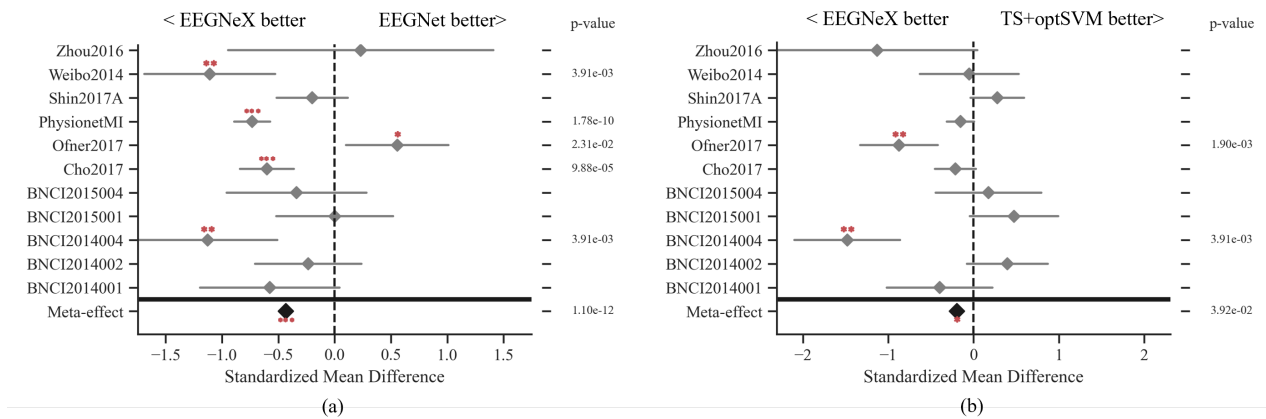 < EEGNeX better
EEGNet better>
p-value
Zhou2016
**
Weibo2014
3.91e-03
Shin2017A
***
PhysionetMI
1.78e-10
*
Ofner2017
2.31e-02
***
Cho2017
9.88e-05
BNCI2015004
BNCI2015001
**
BNCI2014004
3.91e-03
BNCI2014002
BNCI2014001
Meta-effect
1.10e-12
***
−1.5 −1.0 −0.5 0.0 0.5 1.0 1.5
Standardized Mean Difference
(a)
< EEGNeX better
TS+optSVM better>
p-value
Zhou2016
Weibo2014
Shin2017A
PhysionetMI
**
Ofner2017
1.90e-03
Cho2017
BNCI2015004
BNCI2015001
**
BNCI2014004
3.91e-03
BNCI2014002
BNCI2014001
Meta-effect
3.92e-02
*
−2 −1 0 1 2
Standardized Mean Difference
(b)